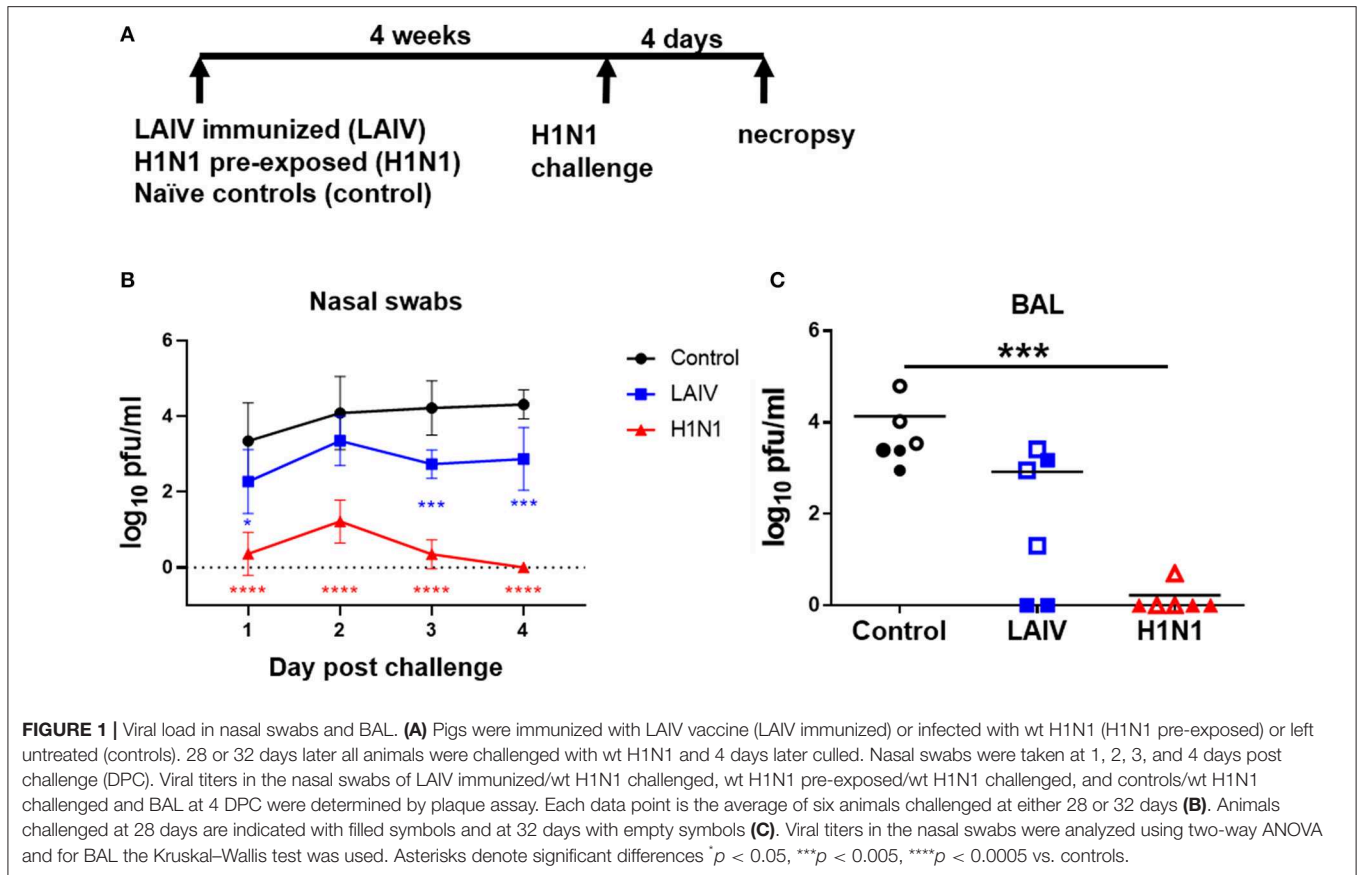 A
4 weeks
4 days
LAIV immunized (LAIV)
H1N1 pre-exposed (H1N1)
Naïve controls (control)
H1N1
challenge
necropsy
B
Nasal swabs
log10 pfu/ml
6
4
2
0
*
***
***
****
****
****
****
1
2
3
4
Day post challenge
Control
LAIV
H1N1
C
BAL
***
log10 pfu/ml
6
4
2
0
Control
LAIV
H1N1
FIGURE 1 | Viral load in nasal swabs and BAL. (A) Pigs were immunized with LAIV vaccine (LAIV immunized) or infected with wt H1N1 (H1N1 pre-exposed) or left
untreated (controls). 28 or 32 days later all animals were challenged with wt H1N1 and 4 days later culled. Nasal swabs were taken at 1, 2, 3, and 4 days post
challenge (DPC). Viral titers in the nasal swabs of LAIV immunized/wt H1N1 challenged, wt H1N1 pre-exposed/wt H1N1 challenged, and controls/wt H1N1
challenged and BAL at 4 DPC were determined by plaque assay. Each data point is the average of six animals challenged at either 28 or 32 days (B). Animals
challenged at 28 days are indicated with filled symbols and at 32 days with empty symbols (C). Viral titers in the nasal swabs were analyzed using two-way ANOVA
and for BAL the Kruskal–Wallis test was used. Asterisks denote significant differences *p < 0.05, ***p < 0.005, ****p < 0.0005 vs. controls.